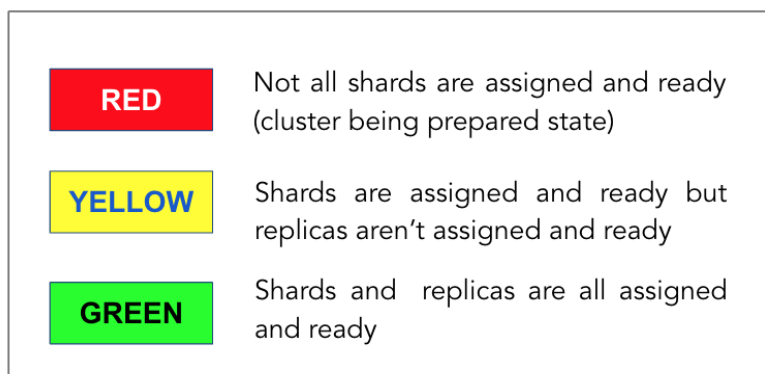 RED
Not all shards are assigned and ready
(cluster being prepared state)
YELLOW
Shards are assigned and ready but
replicas aren't assigned and ready
GREEN
Shards and replicas are all assigned
and ready